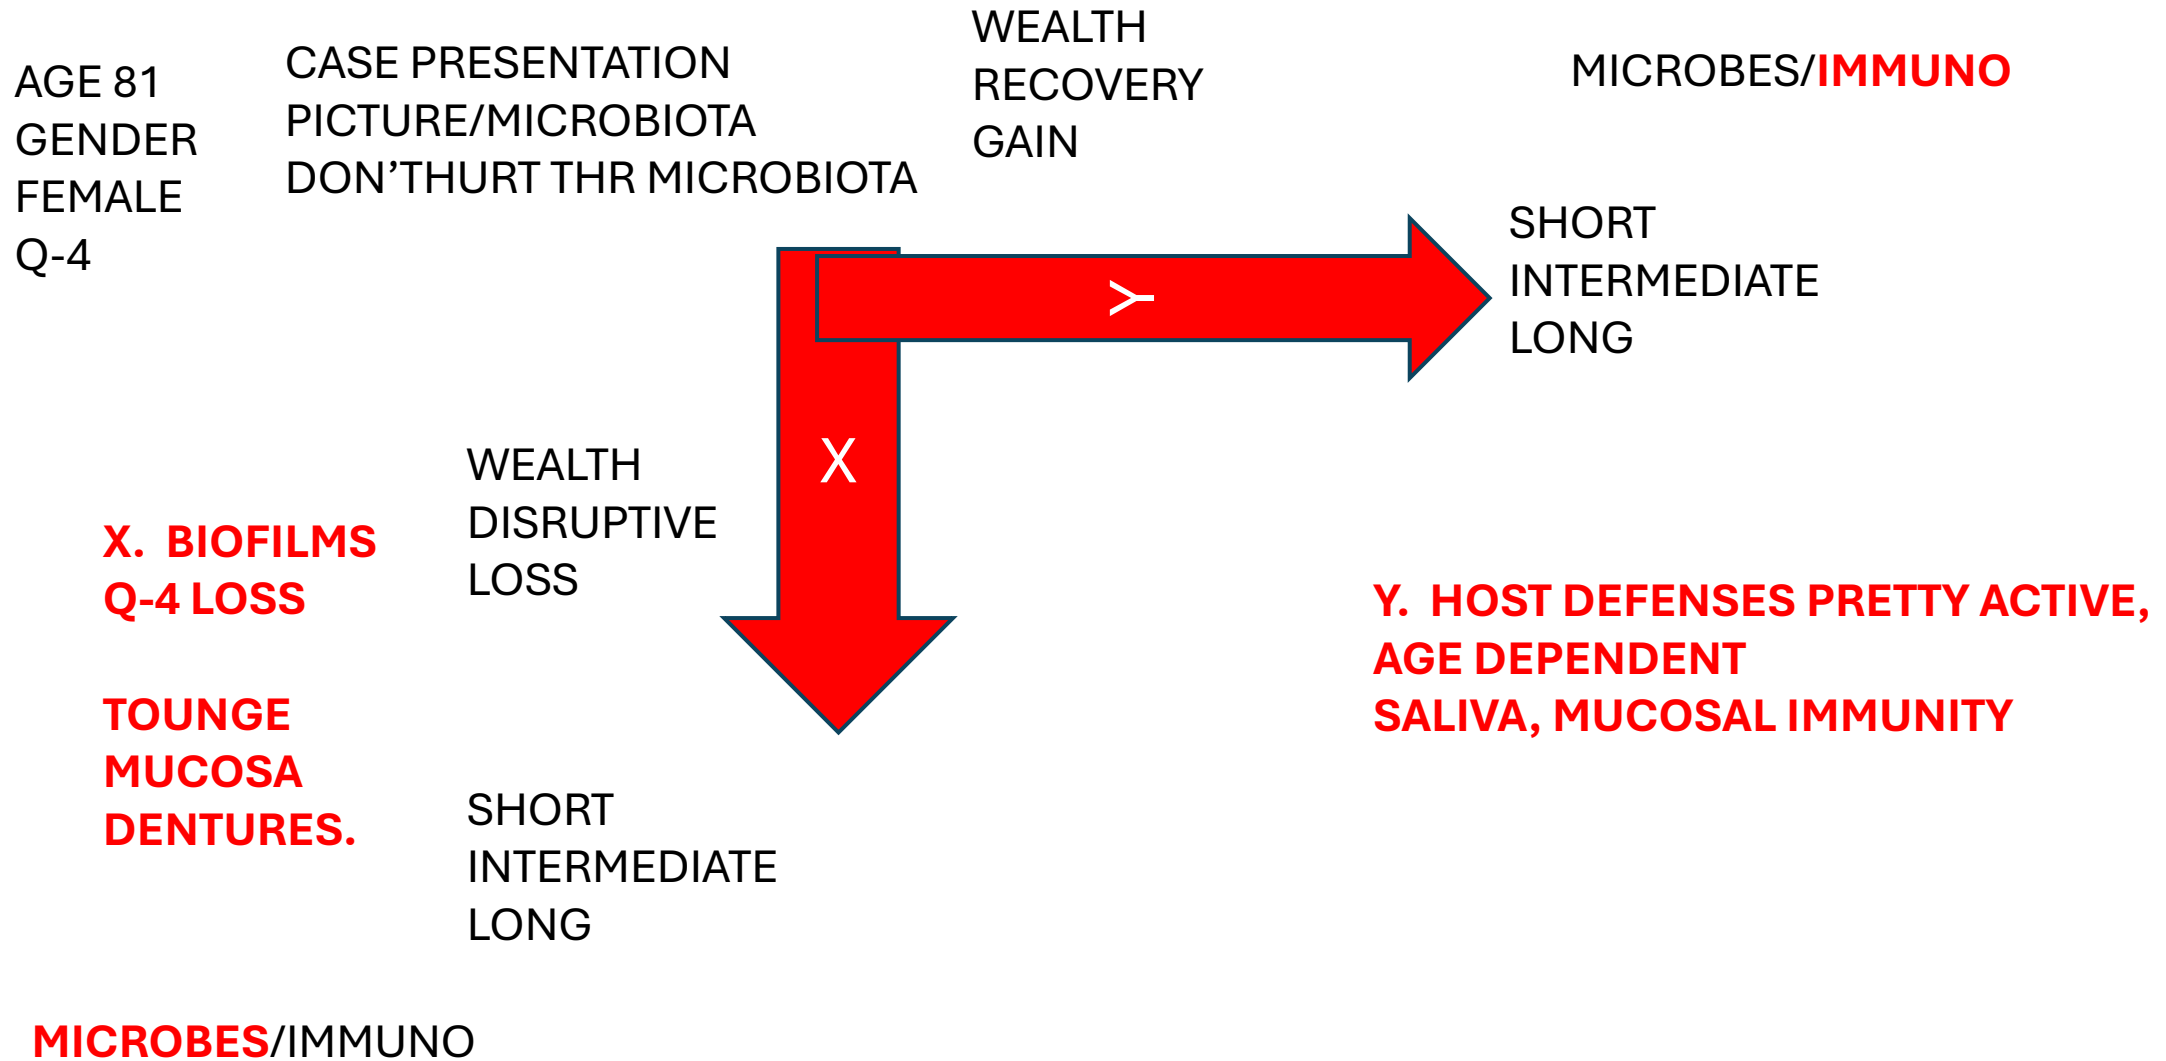 AGE 81
GENDER
FEMALE
Q-4
CASE PRESENTATION
PICTURE/MICROBIOTA
DON'THURT THR MICROBIOTA
WEALTH
RECOVERY
GAIN
MICROBES/IMMUNO
SHORT
INTERMEDIATE
LONG
Y
X
WEALTH
DISRUPTIVE
LOSS
X.  BIOFILMS
Q-4 LOSS
TOUNGE
MUCOSA
DENTURES.
Y.  HOST DEFENSES PRETTY ACTIVE,
AGE DEPENDENT
SALIVA, MUCOSAL IMMUNITY
SHORT
INTERMEDIATE
LONG
MICROBES/IMMUNO